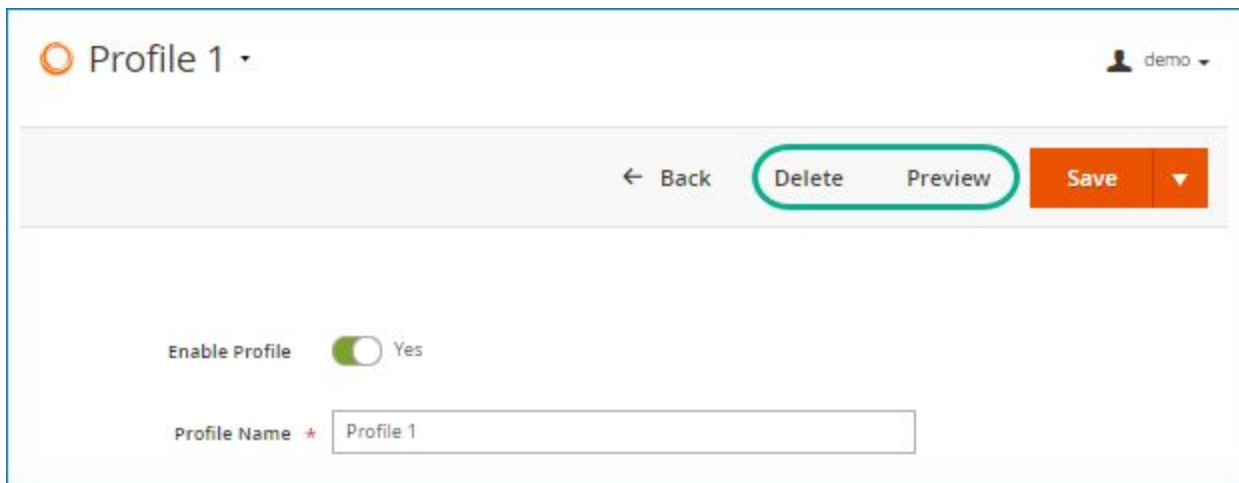 Profile 1
demo
← Back Delete Preview Save
Enable Profile Yes
Profile Name * Profile 1